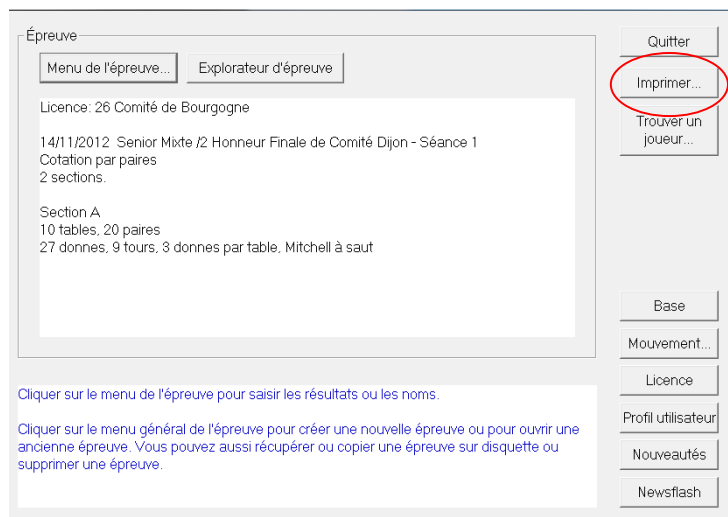 Épreuve
Menu de l'épreuve...
Explorateur d'épreuve
Licence: 26 Comité de Bourgogne
14/11/2012 Senior Mixte /2 Honneur Finale de Comité Dijon - Séance 1
Cotation par paires
2 sections.
Section A
10 tables, 20 paires
27 donnes, 9 tours, 3 donnes par table, Mitchell à saut
Cliquer sur le menu de l'épreuve pour saisir les résultats ou les noms.
Cliquer sur le menu général de l'épreuve pour créer une nouvelle épreuve ou pour ouvrir une
ancienne épreuve. Vous pouvez aussi récupérer ou copier une épreuve sur disquette ou
supprimer une épreuve.
Quitter
Imprimer...
Trouver un
joueur...
Base
Mouvement...
Licence
Profil utilisateur
Nouveautés
Newsflash